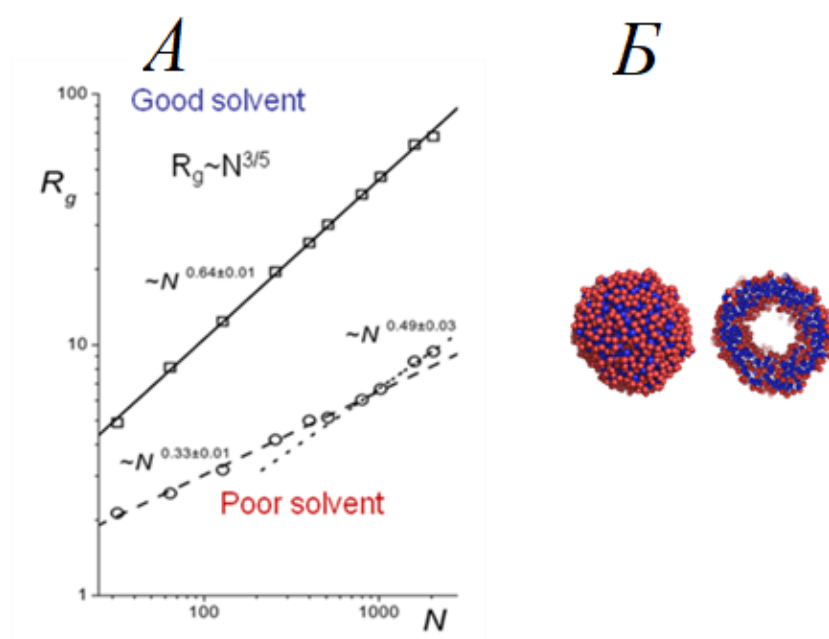 А Б
100
Good solvent
R_g~N^3/5
R_g
~N^0.64±0.01
~N^0.49±0.03
10
~N^0.33±0.01
Poor solvent
1
100 1000 N